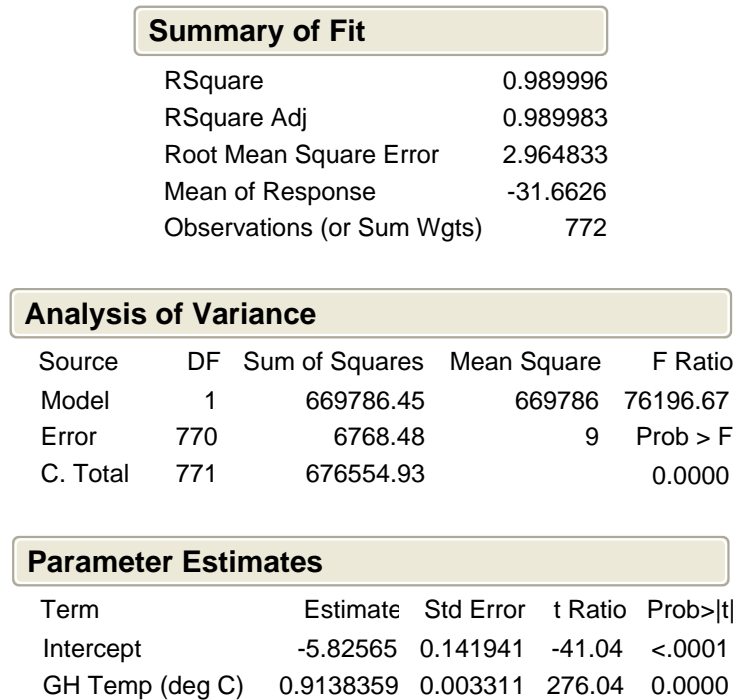 Summary of Fit
RSquare 0.989996
RSquare Adj 0.989983
Root Mean Square Error 2.964833
Mean of Response -31.6626
Observations (or Sum Wgts) 772
Analysis of Variance
Source DF Sum of Squares Mean Square F Ratio
Model 1 669786.45 669786 76196.67
Error 770 6768.48 9 Prob > F
C. Total 771 676554.93 0.0000
Parameter Estimates
Term Estimate Std Error t Ratio Prob>|t|
Intercept -5.82565 0.141941 -41.04 <.0001
GH Temp (deg C) 0.9138359 0.003311 276.04 0.0000